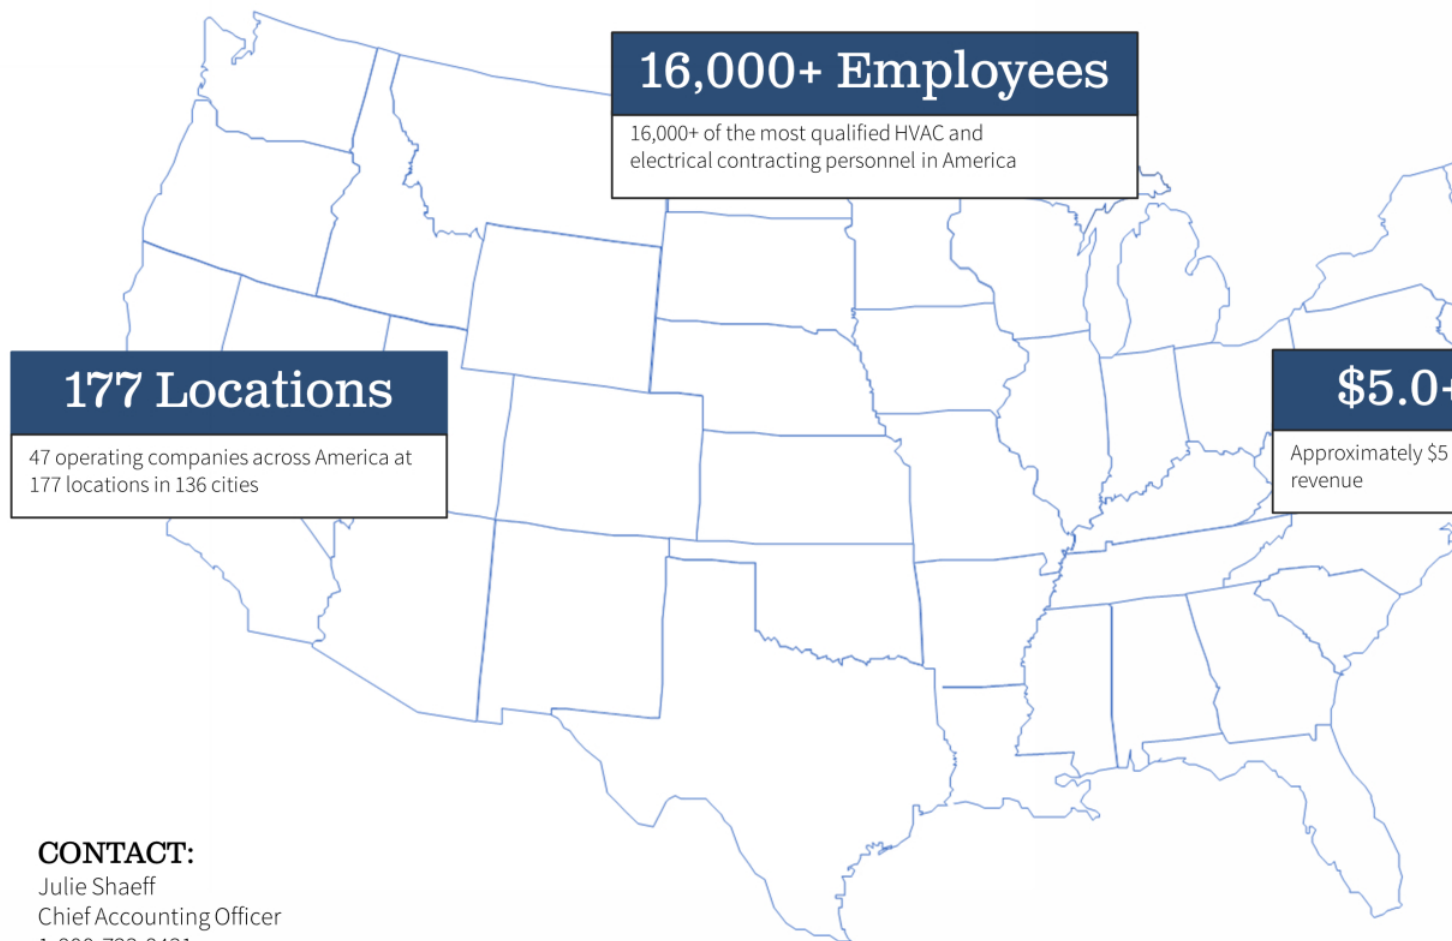 16,000+ Employees
16,000+ of the most qualified HVAC and
electrical contracting personnel in America
177 Locations
47 operating companies across America at
177 locations in 136 cities
$5.0+
Approximately $5
revenue
CONTACT:
Julie Shaeff
Chief Accounting Officer